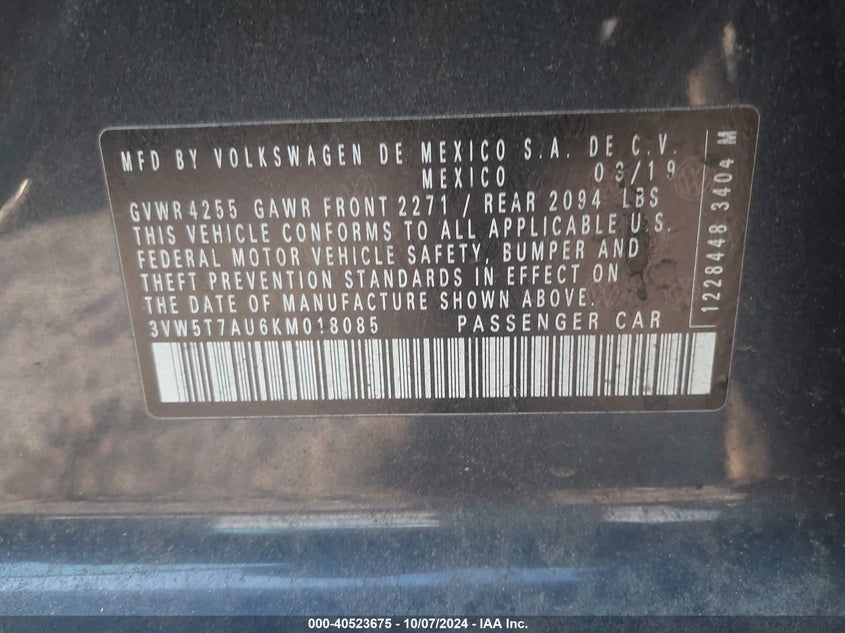 MFD BY VOLKSWAGEN DE MEXICO S.A. DE C.V.
MEXICO 03/19
GVWR 4255 GAWR FRONT 2271 / REAR 2094 LBS
THIS VEHICLE CONFORMS TO ALL APPLICABLE U.S.
FEDERAL MOTOR VEHICLE SAFETY, BUMPER AND
THEFT PREVENTION STANDARDS IN EFFECT ON
THE DATE OF MANUFACTURE SHOWN ABOVE.
3VW5T7AU6KM018085 PASSENGER CAR
1228448 3404 M
000-40523675 - 10/07/2024 - IAA Inc.